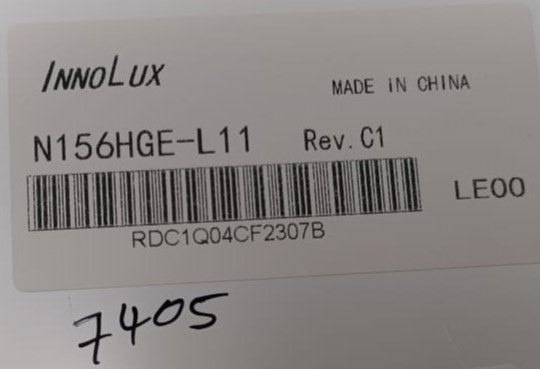 INNOLUX
MADE IN CHINA
N156HGE-L11 Rev. C1
LE00
RDC1Q04CF2307B
7405